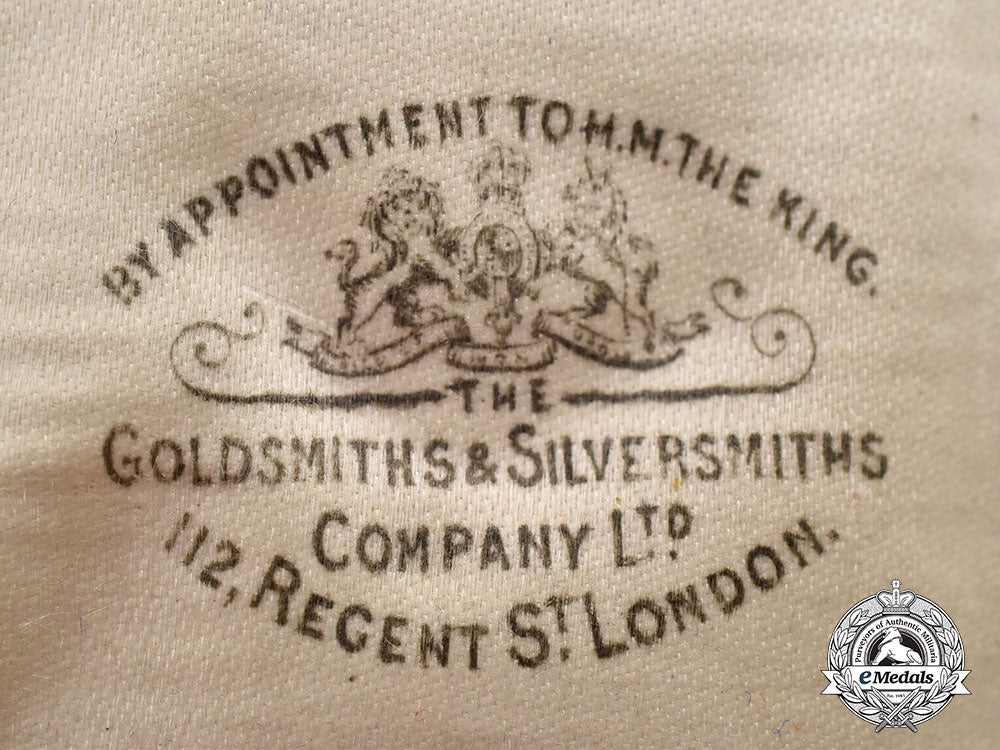 BY APPOINTMENT TO H.M. THE KING.
THE
GOLDSMITHS & SILVERSMITHS
COMPANY LTD
112, REGENT ST. LONDON.
Purveyors of Authentic Militaria
eMedals